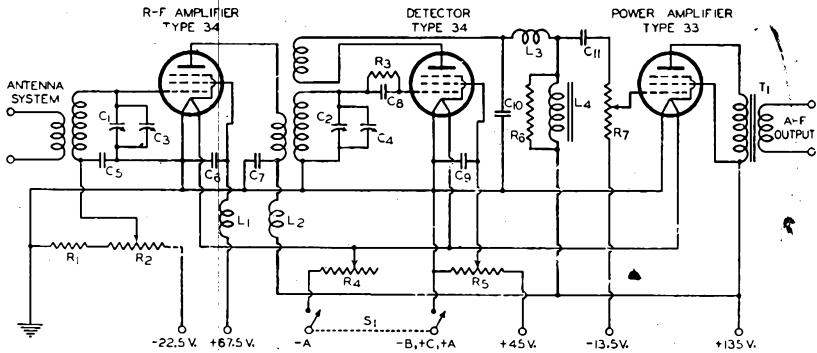 R-F AMPLIFIER
TYPE 34
DETECTOR
TYPE 34
POWER AMPLIFIER
TYPE 33
ANTENNA
SYSTEM
C1
C3
C5
C6
C7
R3
C8
C2
C4
C9
C10
L3
C11
R6
L4
R7
T1
A-F
OUTPUT
L1
L2
R1
R2
R4
R5
S1
-22.5 V.
+67.5 V.
-A
-B,+C,+A
+45 V.
-13.5 V.
+135 V.